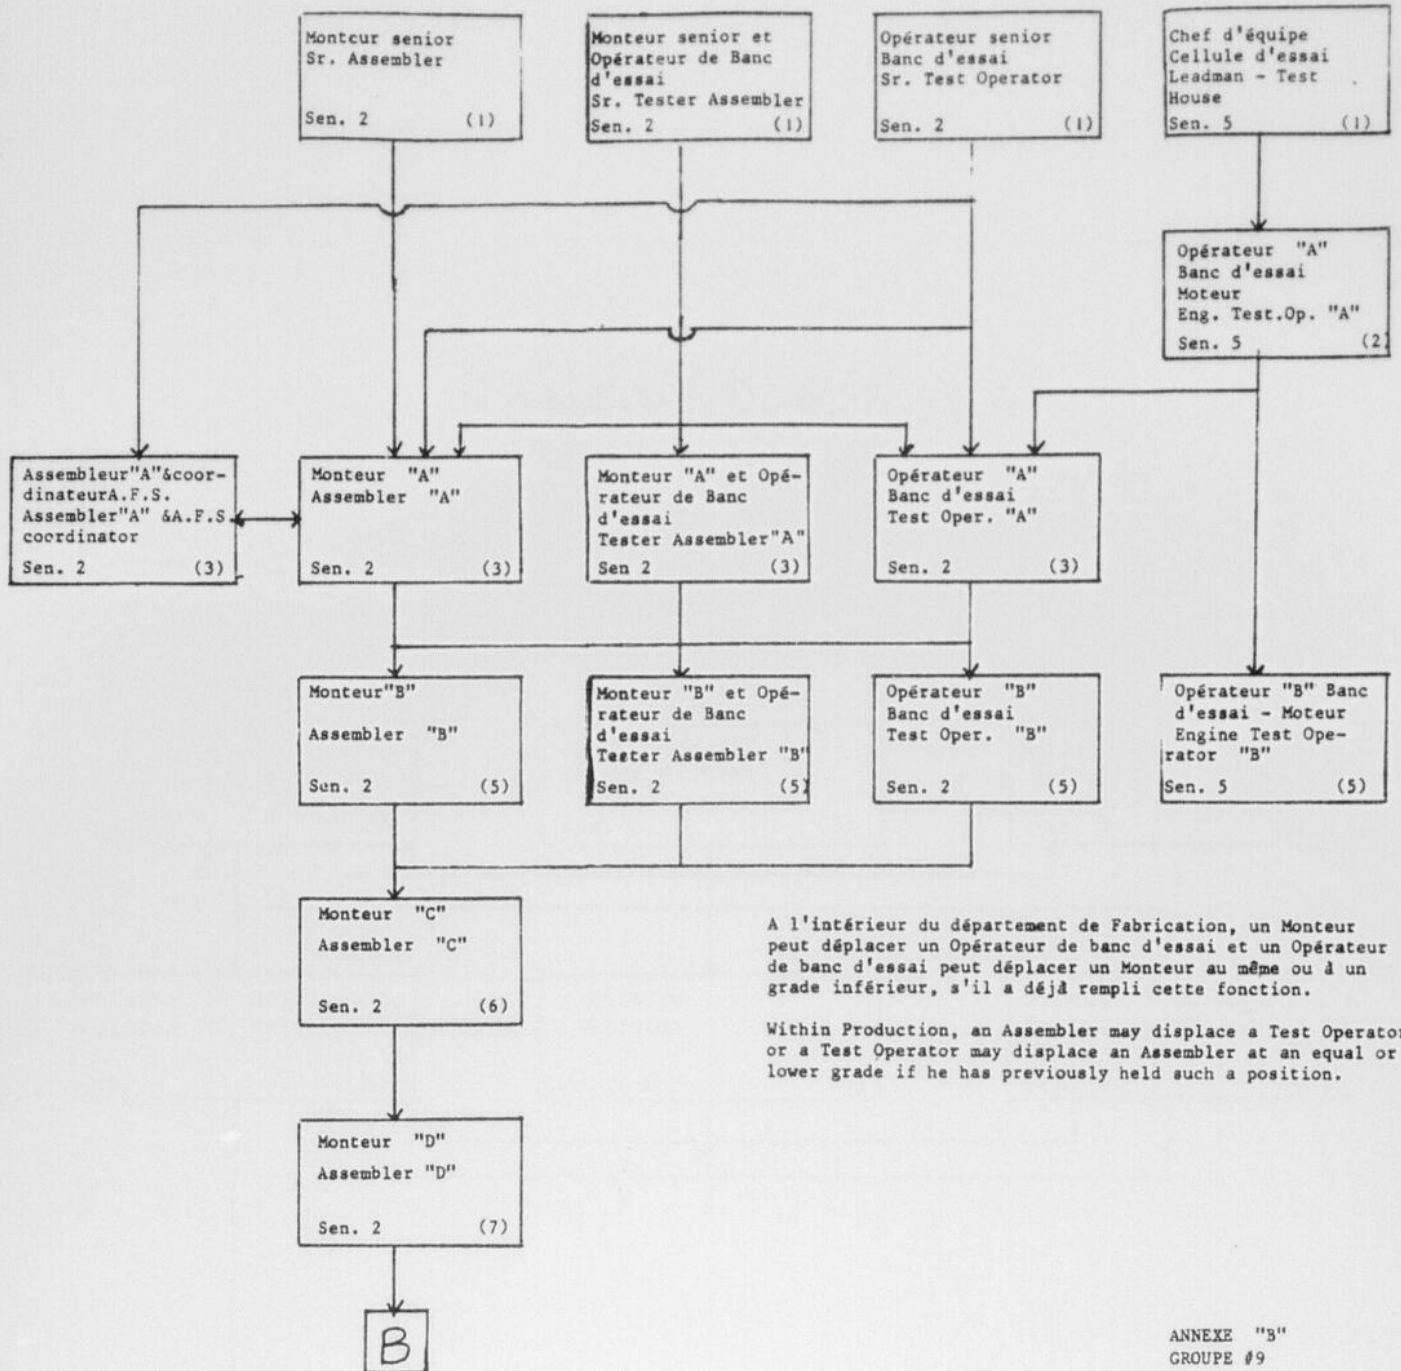 Monteur senior
Sr. Assembler
Sen. 2 (1)
Monteur senior et
Opérateur de Banc
d'essai
Sr. Tester Assembler
Sen. 2 (1)
Opérateur senior
Banc d'essai
Sr. Test Operator
Sen. 2 (1)
Chef d'équipe
Cellule d'essai
Leadman - Test
House
Sen. 5 (1)
Opérateur "A"
Banc d'essai
Moteur
Eng. Test.Op. "A"
Sen. 5 (2)
Assembleur"A"&coor-
dinateurA.F.S.
Assembler"A" &A.F.S
coordinator
Sen. 2 (3)
Monteur "A"
Assembler "A"
Sen. 2 (3)
Monteur "A" et Opé-
rateur de Banc
d'essai
Tester Assembler"A"
Sen 2 (3)
Opérateur "A"
Banc d'essai
Test Oper. "A"
Sen. 2 (3)
Monteur"B"
Assembler "B"
Sen. 2 (5)
Monteur "B" et Opé-
rateur de Banc
d'essai
Tester Assembler "B"
Sen. 2 (5)
Opérateur "B"
Banc d'essai
Test Oper. "B"
Sen. 2 (5)
Opérateur "B" Banc
d'essai - Moteur
Engine Test Ope-
rator "B"
Sen. 5 (5)
Monteur "C"
Assembler "C"
Sen. 2 (6)
A l'intérieur du département de Fabrication, un Monteur
peut déplacer un Opérateur de banc d'essai et un Opérateur
de banc d'essai peut déplacer un Monteur au même ou à un
grade inférieur, s'il a déjà rempli cette fonction.
Within Production, an Assembler may displace a Test Operator
or a Test Operator may displace an Assembler at an equal or
lower grade if he has previously held such a position.
Monteur "D"
Assembler "D"
Sen. 2 (7)
B
ANNEXE "B"
GROUPE #9